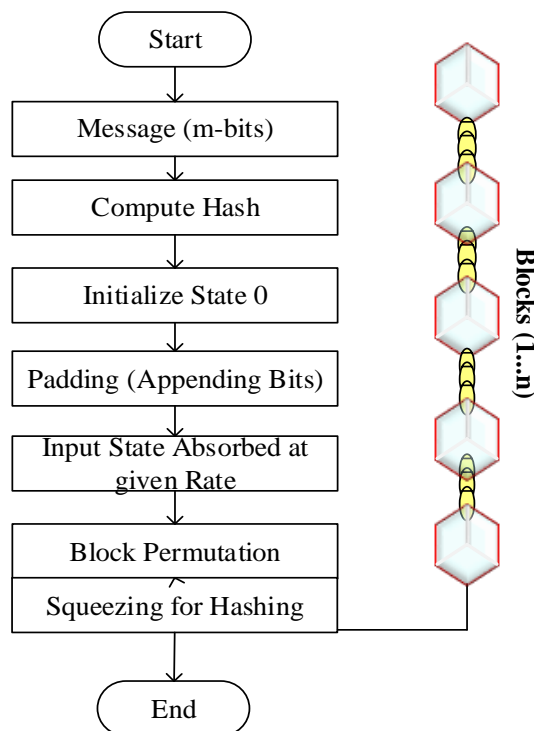 Start
Message (m-bits)
Compute Hash
Initialize State 0
Padding (Appending Bits)
Input State Absorbed at
given Rate
Block Permutation
Squeezing for Hashing
End
Blocks (1...n)